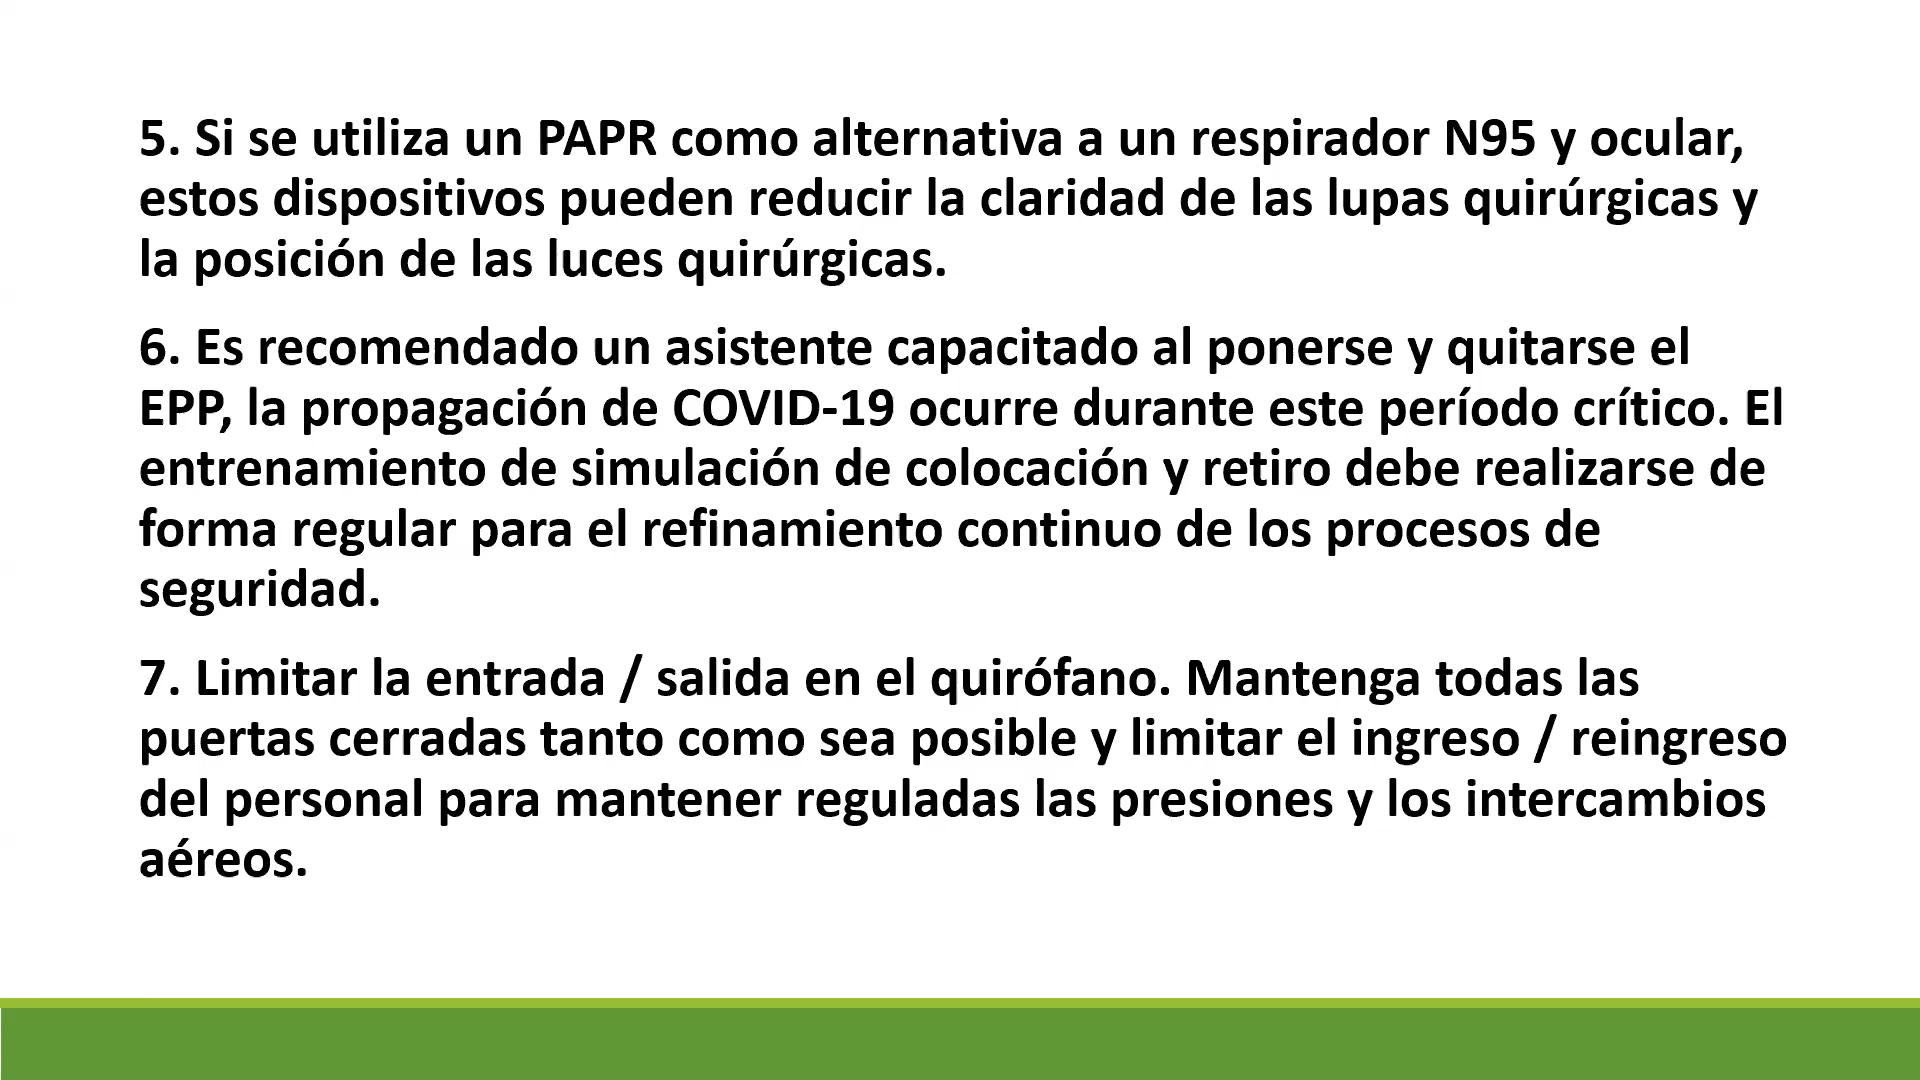 5. Si se utiliza un PAPR como alternativa a un respirador N95 y ocular,
estos dispositivos pueden reducir la claridad de las lupas quirúrgicas y
la posición de las luces quirúrgicas.
6. Es recomendado un asistente capacitado al ponerse y quitarse el
EPP, la propagación de COVID-19 ocurre durante este período crítico. El
entrenamiento de simulación de colocación y retiro debe realizarse de
forma regular para el refinamiento continuo de los procesos de
seguridad.
7. Limitar la entrada / salida en el quirófano. Mantenga todas las
puertas cerradas tanto como sea posible y limitar el ingreso / reingreso
del personal para mantener reguladas las presiones y los intercambios
aéreos.